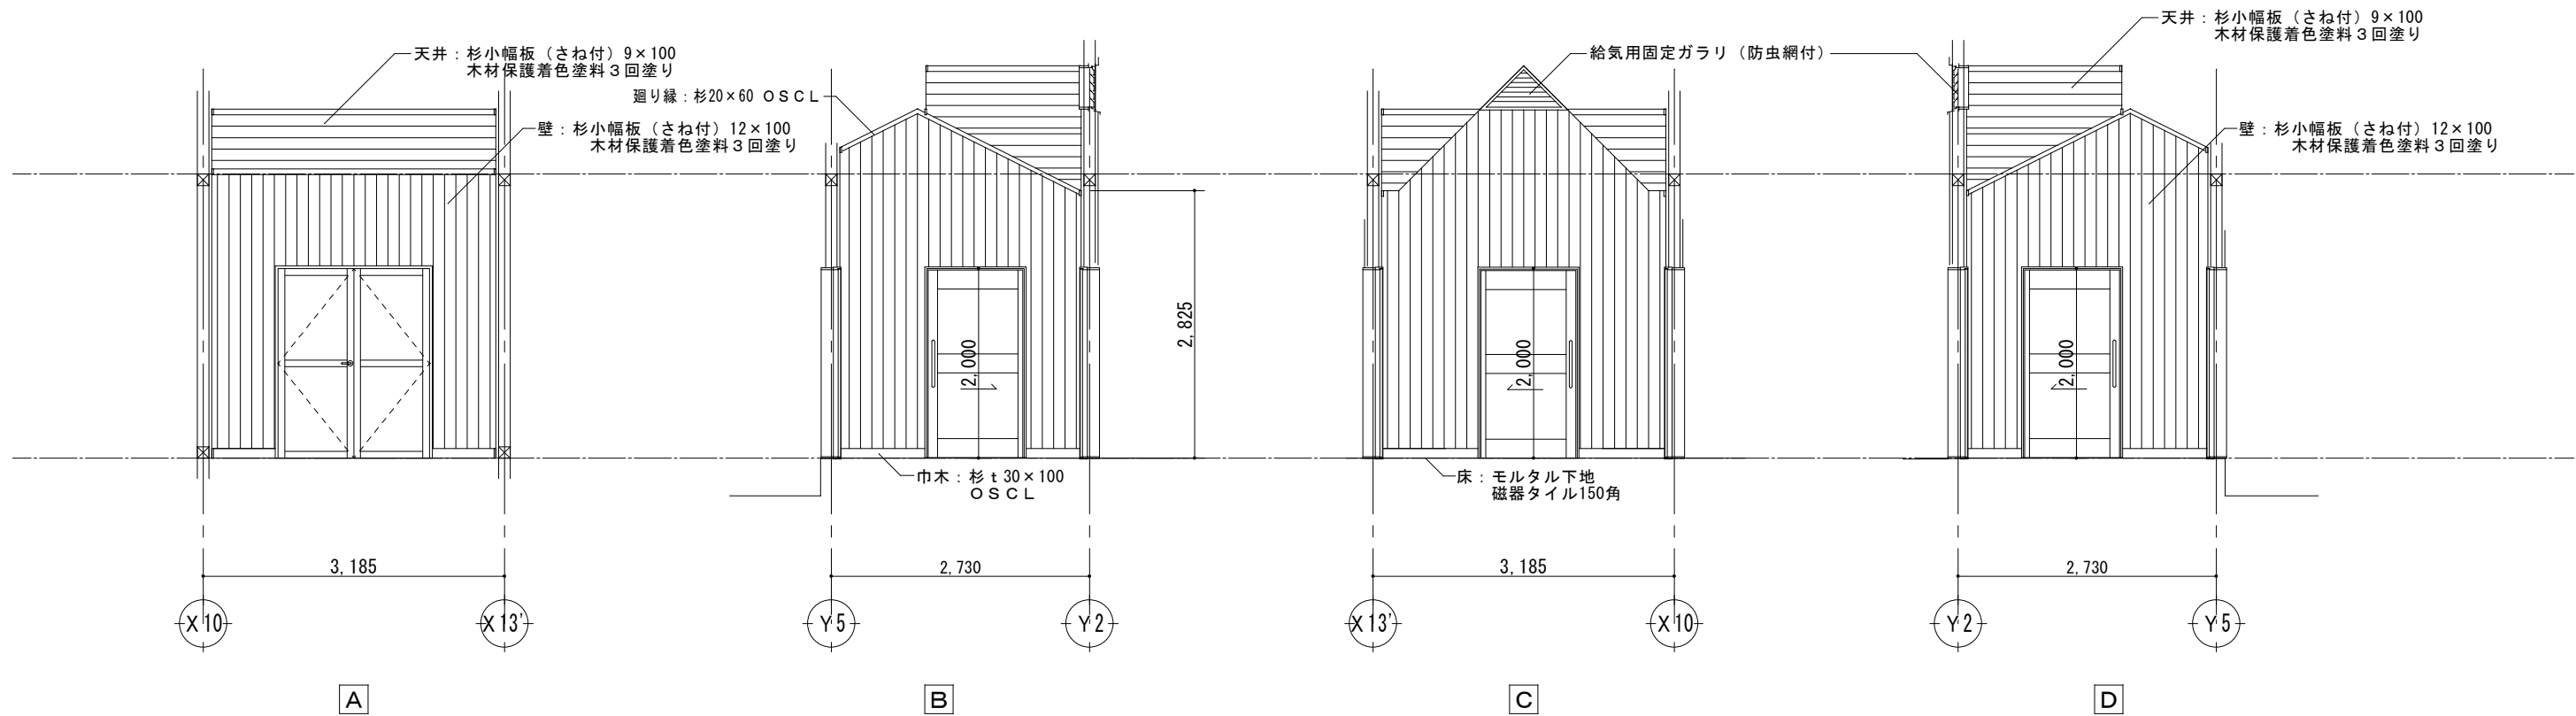 天井：杉小幅板（さね付）9×100
木材保護着色塗料３回塗り
廻り縁：杉20×60 ＯＳＣＬ
壁：杉小幅板（さね付）12×100
木材保護着色塗料３回塗り
給気用固定ガラリ（防虫網付）
天井：杉小幅板（さね付）9×100
木材保護着色塗料３回塗り
壁：杉小幅板（さね付）12×100
木材保護着色塗料３回塗り
2,825
2,000
2,000
2,000
巾木：杉ｔ30×100
ＯＳＣＬ
床：モルタル下地
磁器タイル150角
3,185
2,730
3,185
2,730
X10
X13'
Y5
Y2
X13'
X10
Y2
Y5
A
B
C
D